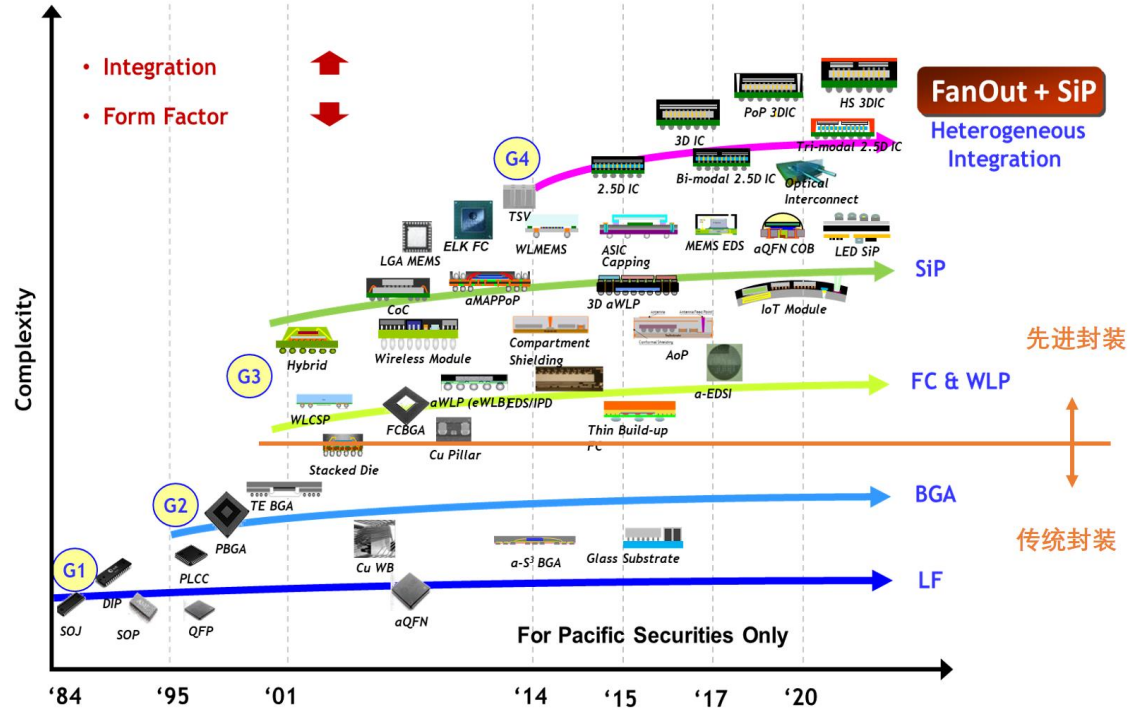 • Integration
• Form Factor
FanOut + SiP
Heterogeneous
Integration
HS 3DIC
PoP 3DIC
3D IC
Tri-modal 2.5D IC
G4
2.5D IC
Bi-modal 2.5D IC
Optical
Interconnect
TSV
ELK FC
LGA MEMS
WLMEMS
ASIC
Capping
MEMS EDS
aQFN COB
LED SiP
SiP
CoC
aMAPPoP
3D aWLP
IoT Module
Hybrid
Wireless Module
Compartment
Shielding
AoP
先进封装
G3
a-EDSI
FC & WLP
WLCSP
FCBGA
aWLP (eWLB)
EDS/IPD
Thin Build-up
FC
Cu Pillar
Stacked Die
Complexity
TE BGA
BGA
G2
PBGA
传统封装
Cu WB
a-S³ BGA
Glass Substrate
G1
PLCC
LF
DIP
SOJ
SOP
QFP
aQFN
For Pacific Securities Only
‘84
‘95
‘01
‘14
‘15
‘17
‘20